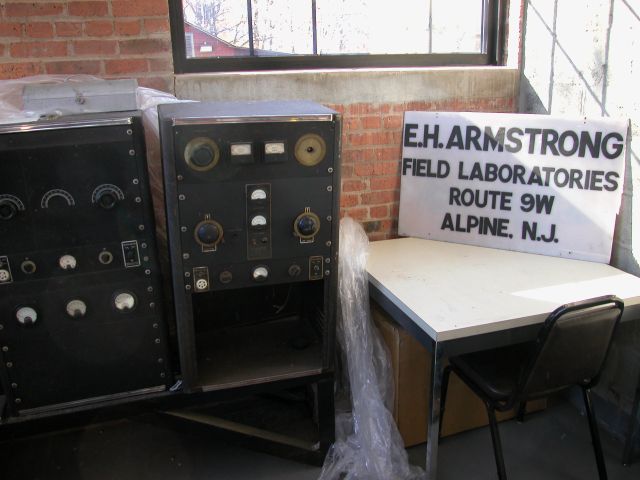 E.H.ARMSTRONG
FIELD LABORATORIES
ROUTE 9W
ALPINE, N.J.